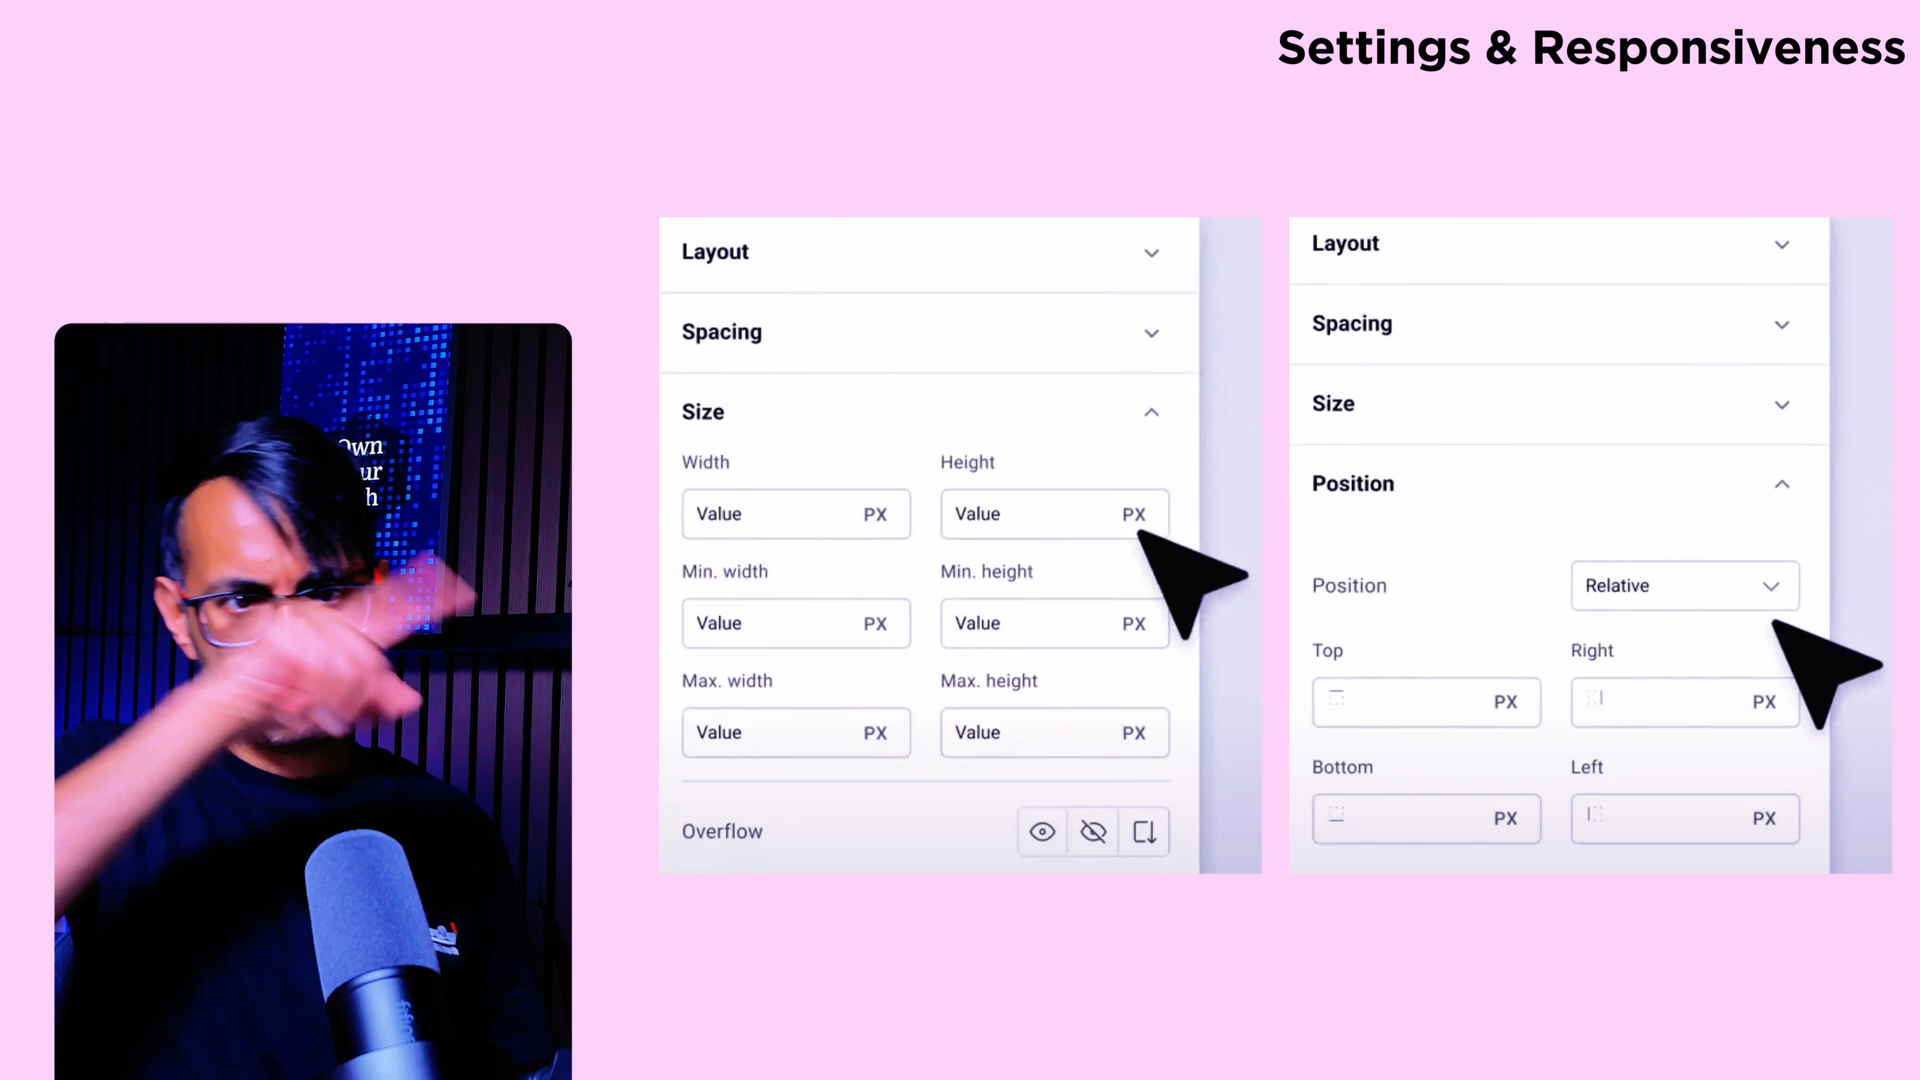 Settings & Responsiveness
Own
ur
h
Layout
Spacing
Size
Width Height
Value PX Value PX
Min. width Min. height
Value PX Value PX
Max. width Max. height
Value PX Value PX
Overflow
Layout
Spacing
Size
Position
Position Relative
Top Right
PX PX
Bottom Left
PX PX